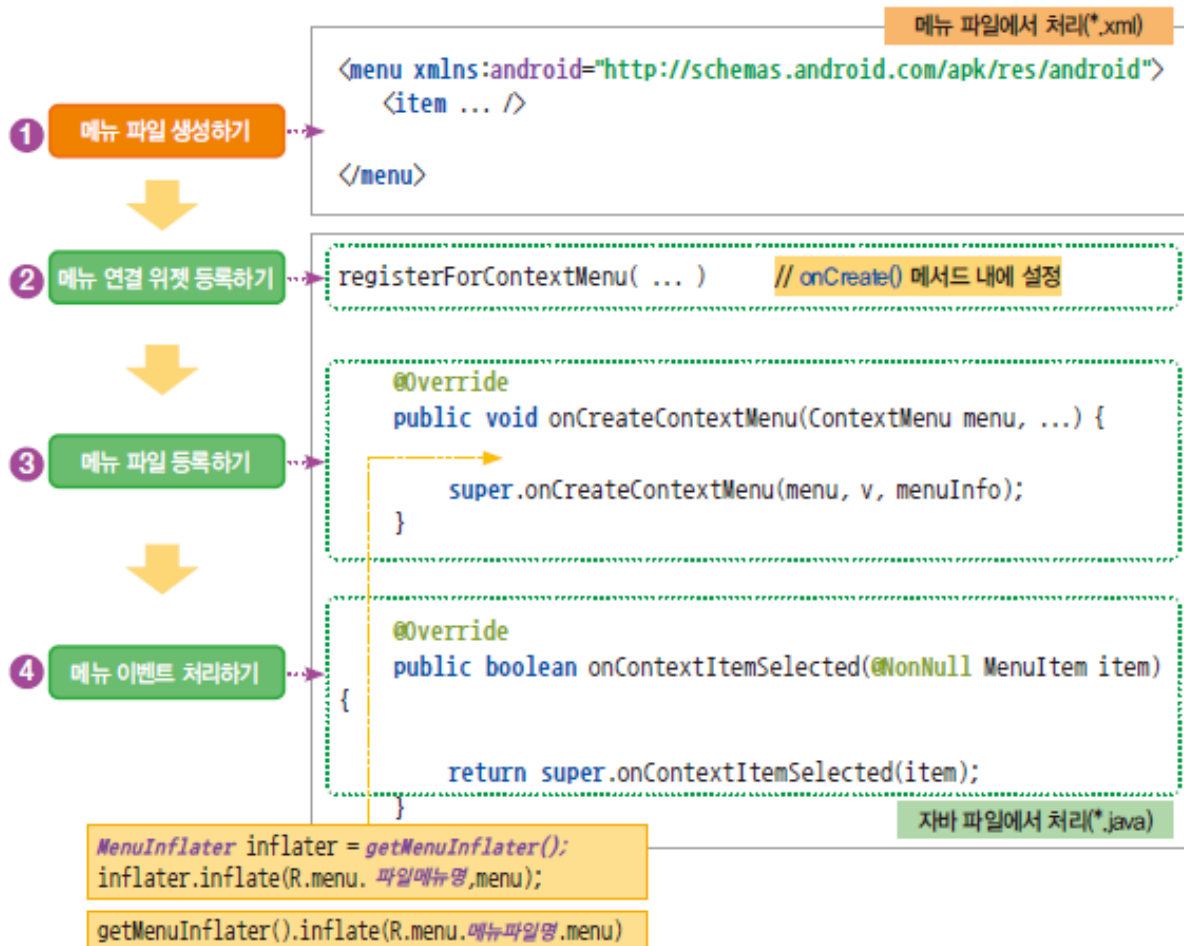 메뉴 파일에서 처리(*.xml)
<menu xmlns:android="http://schemas.android.com/apk/res/android">
<item ... />
</menu>
1 메뉴 파일 생성하기
2 메뉴 연결 위젯 등록하기
registerForContextMenu( ... ) // onCreate() 메서드 내에 설정
3 메뉴 파일 등록하기
@Override
public void onCreateContextMenu(ContextMenu menu, ...) {
super.onCreateContextMenu(menu, v, menuInfo);
}
4 메뉴 이벤트 처리하기
@Override
public boolean onContextItemSelected(@NonNull MenuItem item)
{
return super.onContextItemSelected(item);
}
자바 파일에서 처리(*.java)
MenuInflater inflater = getMenuInflater();
inflater.inflate(R.menu. 파일메뉴명,menu);
getMenuInflater().inflate(R.menu.메뉴파일명.menu)